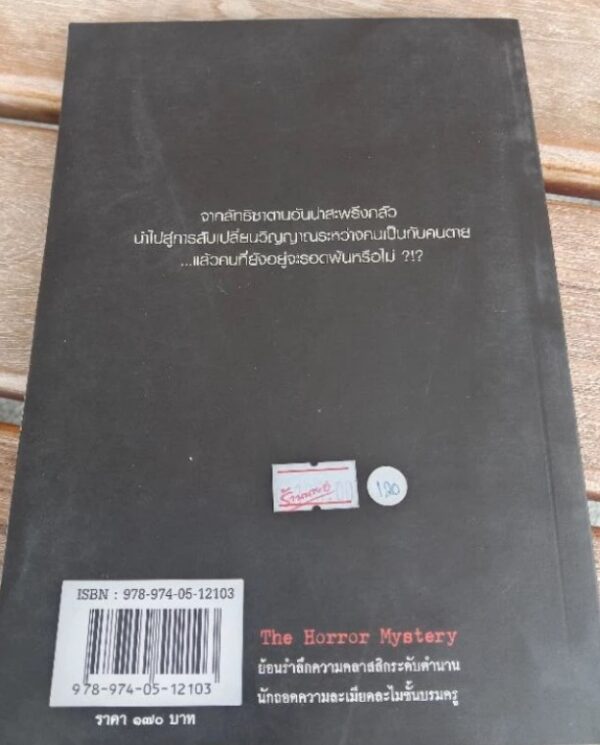 จากลัทธิซาตานอันน่าสะพรึงกลัว
นำไปสู่การสับเปลี่ยนวิญญาณระหว่างคนเป็นกับคนตาย
...แล้วคนที่ยังอยู่จะรอดพ้นหรือไม่ ?!?
120
ISBN : 978-974-05-12103
978-974-05-12103
ราคา ๑๗๐ บาท
The Horror Mystery
ย้อนรำลึกความคลาสสิกระดับตำนาน
นักถอดความละเมียดละไมชั้นบรมครู